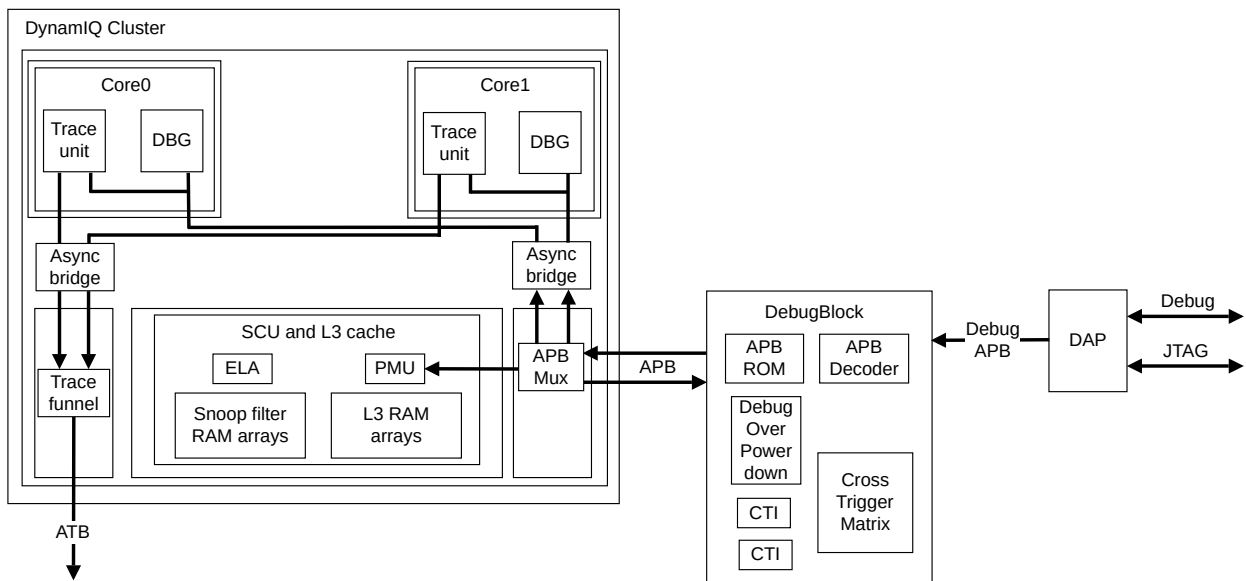 DynamIQ Cluster
Core0
Trace
unit
DBG
Core1
Trace
unit
DBG
Async
bridge
Async
bridge
SCU and L3 cache
ELA
PMU
Snoop filter
RAM arrays
L3 RAM
arrays
Trace
funnel
APB
Mux
ATB
APB
DebugBlock
APB
ROM
APB
Decoder
Debug
Over
Power
down
Cross
Trigger
Matrix
CTI
CTI
Debug
APB
DAP
Debug
JTAG